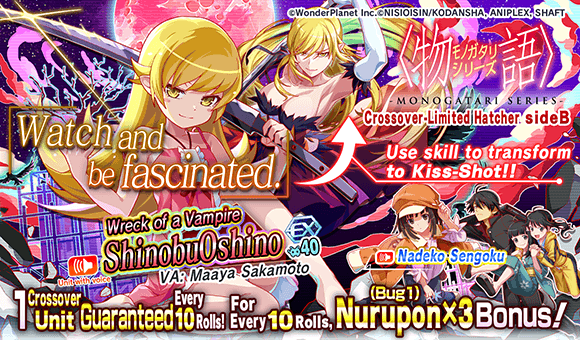 ©WonderPlanet Inc.©NISIOISIN/KODANSHA, ANIPLEX, SHAFT
〈物語〉
モノガタリ
シリーズ
-MONOGATARI SERIES-
Crossover Limited Hatcher sideB
Watch and
be fascinated.
Use skill to transform
to Kiss-Shot!!
Wreck of a Vampire
ShinobuOshino
EX
40
VA: Maaya Sakamoto
Unit with voice
Nadeko Sengoku
1 Crossover Unit Guaranteed Every 10 Rolls! For Every 10 Rolls, (Bug1) Nurupon×3 Bonus!